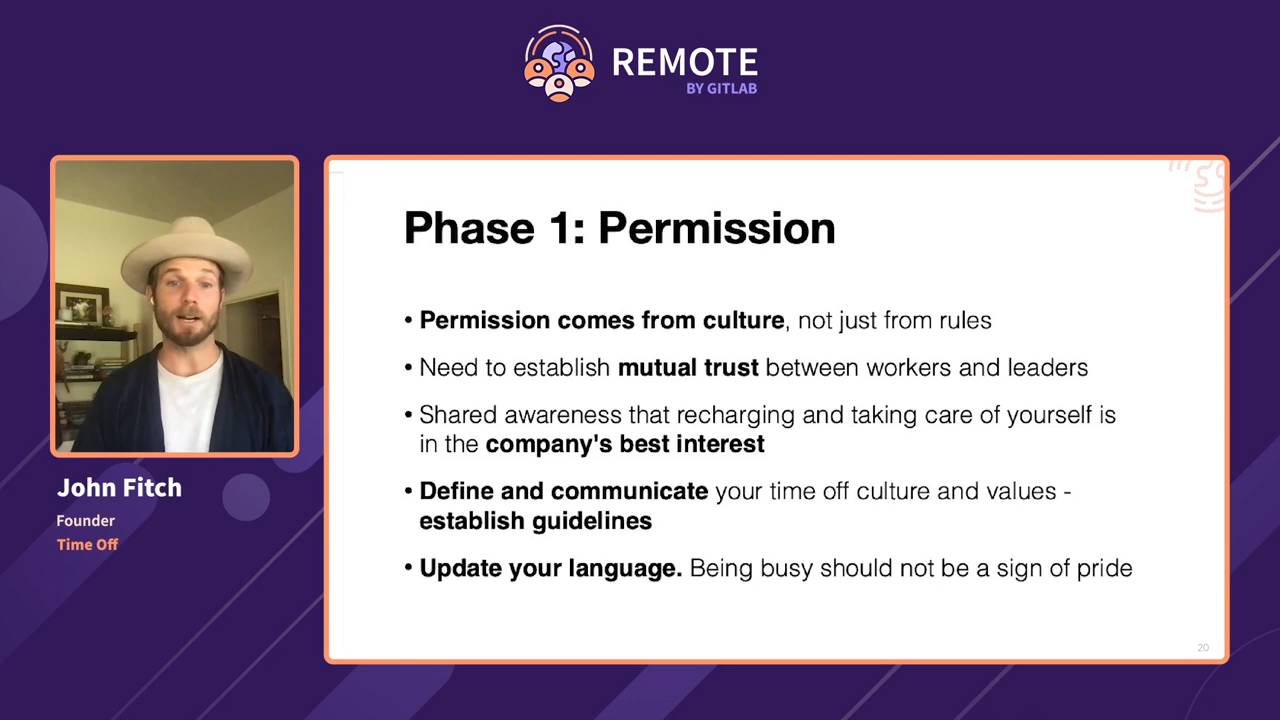 REMOTE
BY GITLAB
Phase 1: Permission
• Permission comes from culture, not just from rules
• Need to establish mutual trust between workers and leaders
• Shared awareness that recharging and taking care of yourself is
in the company's best interest
• Define and communicate your time off culture and values -
establish guidelines
• Update your language. Being busy should not be a sign of pride
20
John Fitch
Founder
Time Off